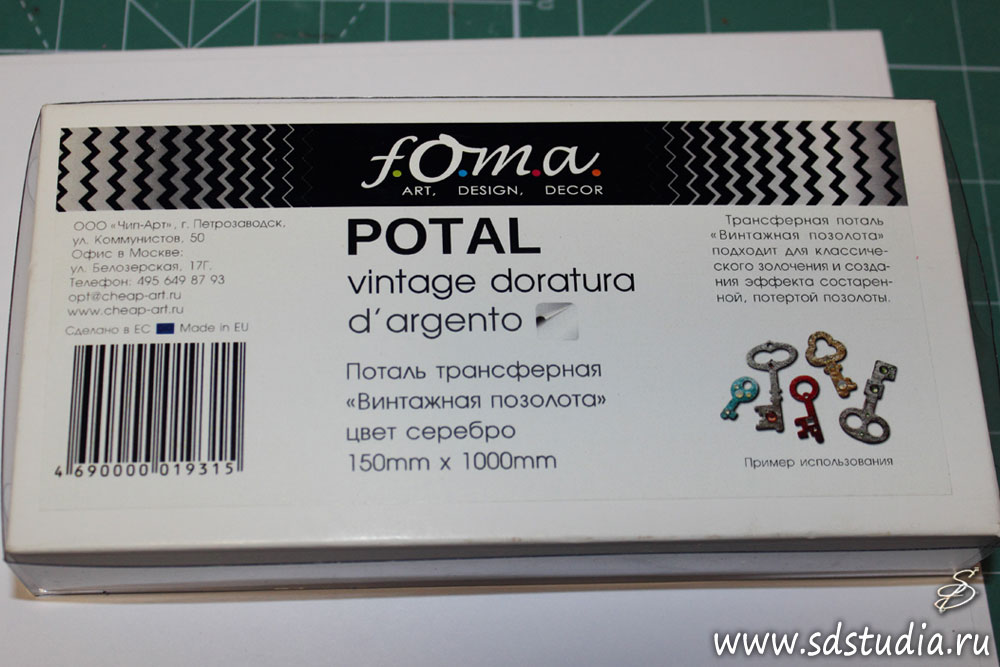 f.O.m.a.
ART, DESIGN, DECOR
ООО «Чип-Арт», г. Петрозаводск,
ул. Коммунистов, 50
Офис в Москве:
ул. Белозерская, 17Г.
Телефон: 495 649 87 93
opt@cheap-art.ru
www.cheap-art.ru
Сделано в ЕС Made in EU
4 690000 019315
POTAL
vintage doratura
d'argento
Поталь трансферная
«Винтажная позолота»
цвет серебро
150mm x 1000mm
Трансферная поталь
«Винтажная позолота»
подходит для классиче-
ского золочения и созда-
ния эффекта состарен-
ной, потертой позолоты.
Пример использования
www.sdstudia.ru